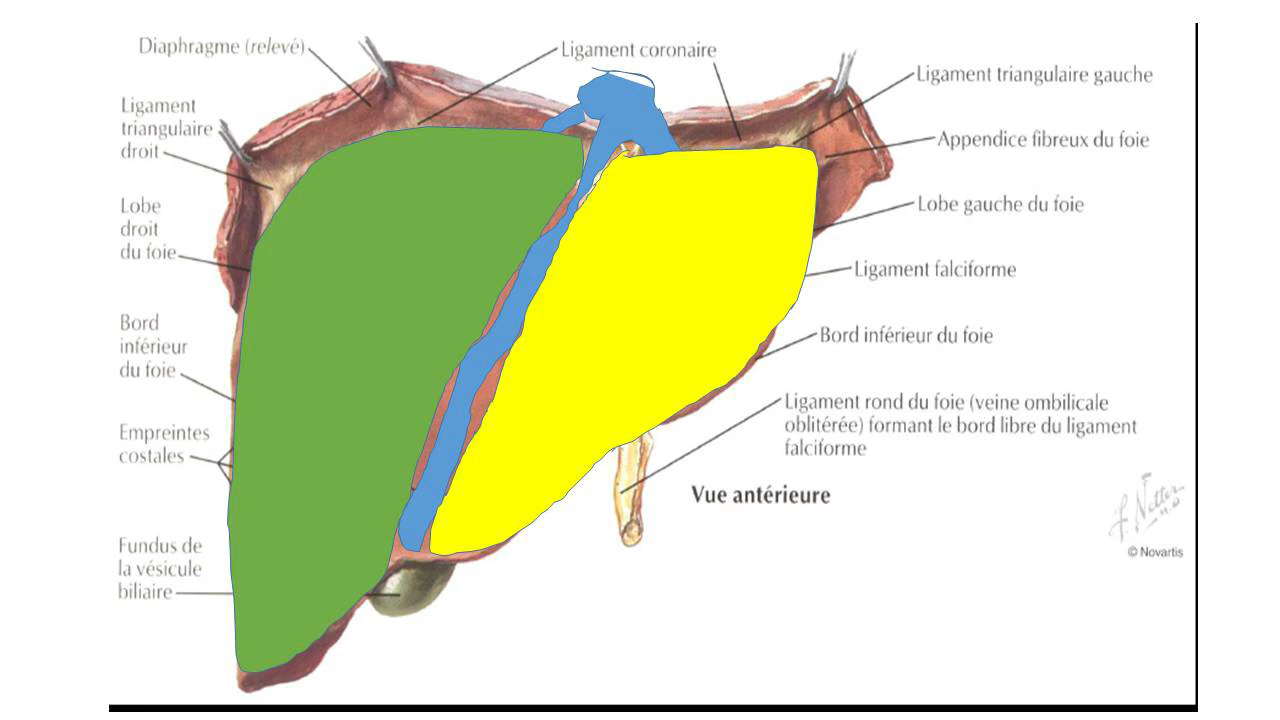 Diaphragme (relevé)
Ligament coronaire
Ligament triangulaire gauche
Ligament
triangulaire
droit
Appendice fibreux du foie
Lobe
droit
du foie
Lobe gauche du foie
Ligament falciforme
Bord
inférieur
du foie
Bord inférieur du foie
Ligament rond du foie (veine ombilicale
oblitérée) formant le bord libre du ligament
falciforme
Empreintes
costales
Vue antérieure
Fundus de
la vésicule
biliaire
F. Netter
M.D
© Novartis